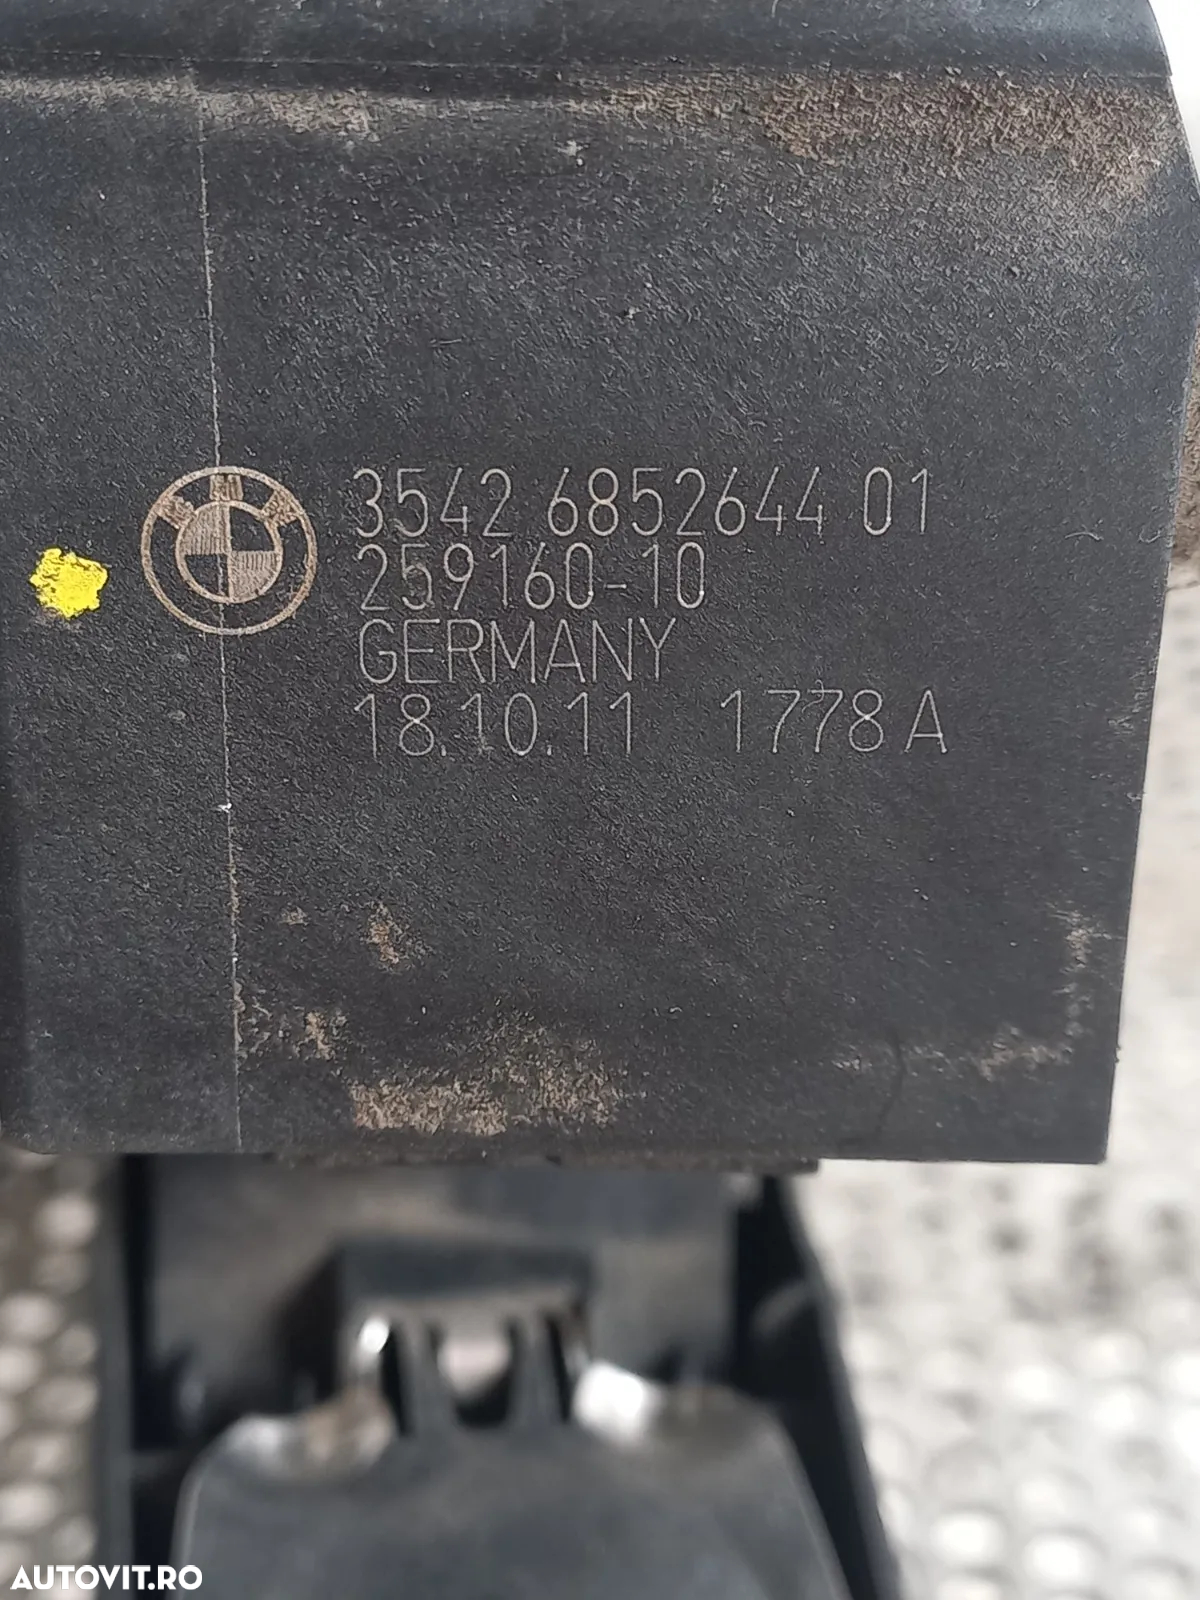 3542 6852644 01
259160-10
GERMANY
18.10.11 1778 A
AUTOVIT.RO